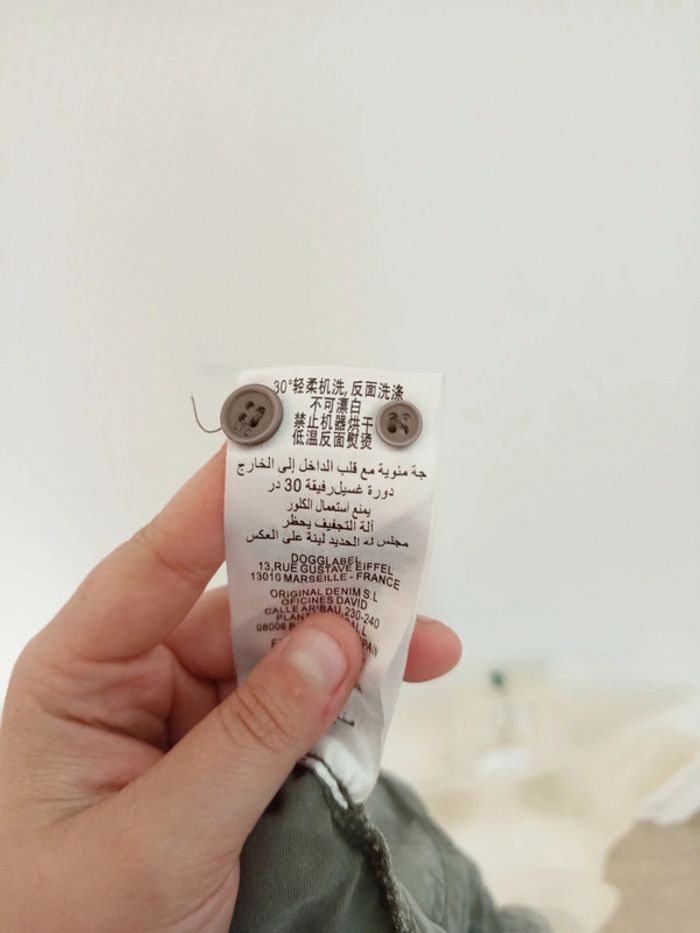 30°轻柔机洗,反面洗涤
不可漂白
禁止机器烘干
低温反面熨烫
جة مئوية مع قلب الداخل إلى الخارج
دورة غسيل رفيقة 30 در
يمنع استعمال الكلور
آلة التجفيف يحظر
الحديد لينة على العكس
DOGGLABEL
13,RUE GUSTAVE EIFFEL
13010 MARSEILLE - FRANCE
ORIGINAL DENIM S.L
OFICINES DAVID
CALLE ARIBAU,230-240
08006